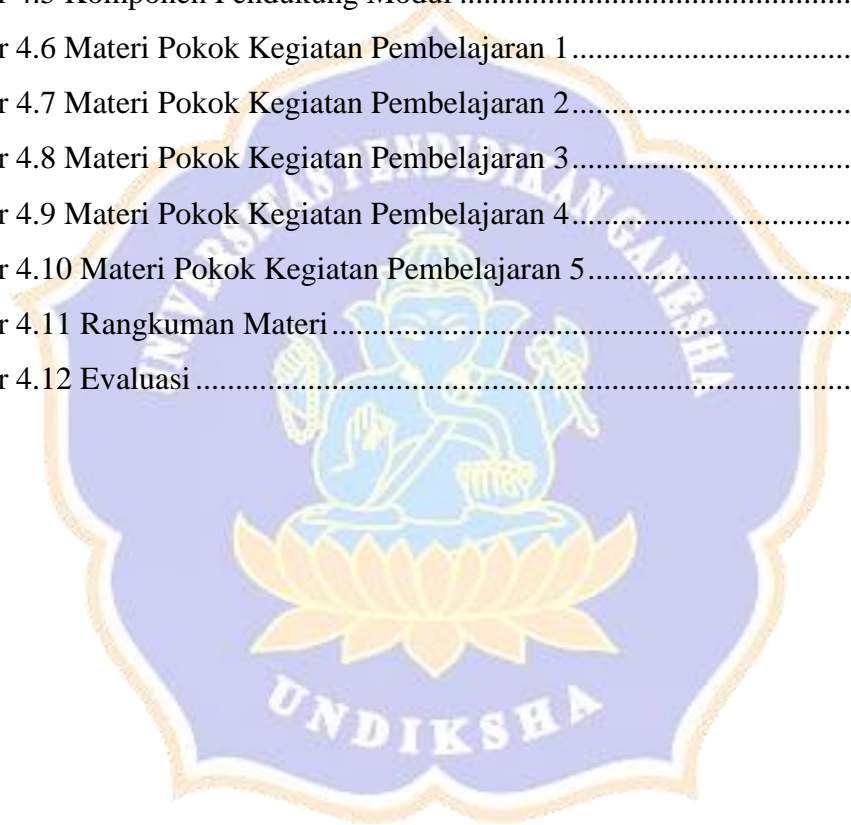 r 4.5 Komponen Pendukung Modul
r 4.6 Materi Pokok Kegiatan Pembelajaran 1
r 4.7 Materi Pokok Kegiatan Pembelajaran 2
r 4.8 Materi Pokok Kegiatan Pembelajaran 3
r 4.9 Materi Pokok Kegiatan Pembelajaran 4
r 4.10 Materi Pokok Kegiatan Pembelajaran 5
r 4.11 Rangkuman Materi
r 4.12 Evaluasi
UNIVERSITAS PENDIDIKAN GANESHA
UNDIKSHA